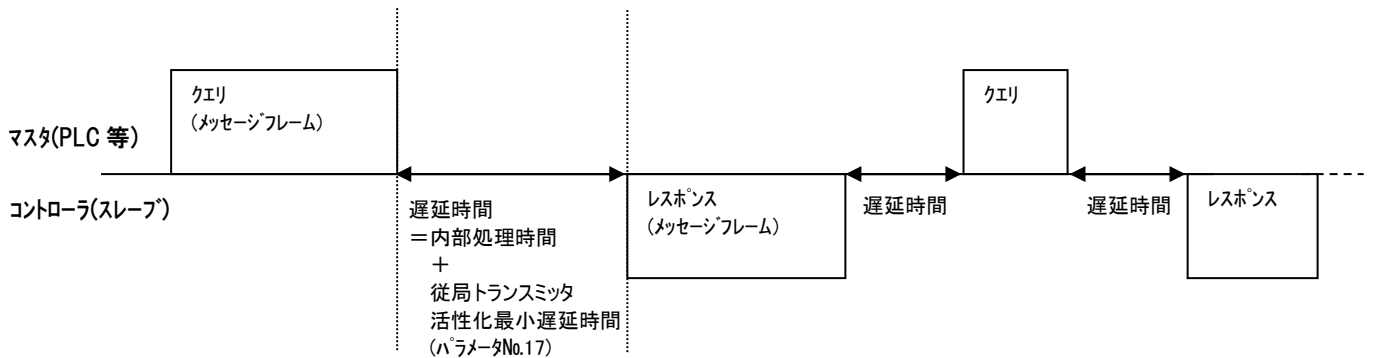 ｸｴﾘ
(ﾒｯｾｰｼﾞﾌﾚｰﾑ)
ｸｴﾘ
ﾏｽﾀ(PLC 等)
ｺﾝﾄﾛｰﾗ(ｽﾚｰﾌﾞ)
遅延時間
＝内部処理時間
＋
従局ﾄﾗﾝｽﾐｯﾀ
活性化最小遅延時間
(ﾊﾟﾗﾒｰﾀNo.17)
ﾚｽﾎﾟﾝｽ
(ﾒｯｾｰｼﾞﾌﾚｰﾑ)
遅延時間
遅延時間
ﾚｽﾎﾟﾝｽ